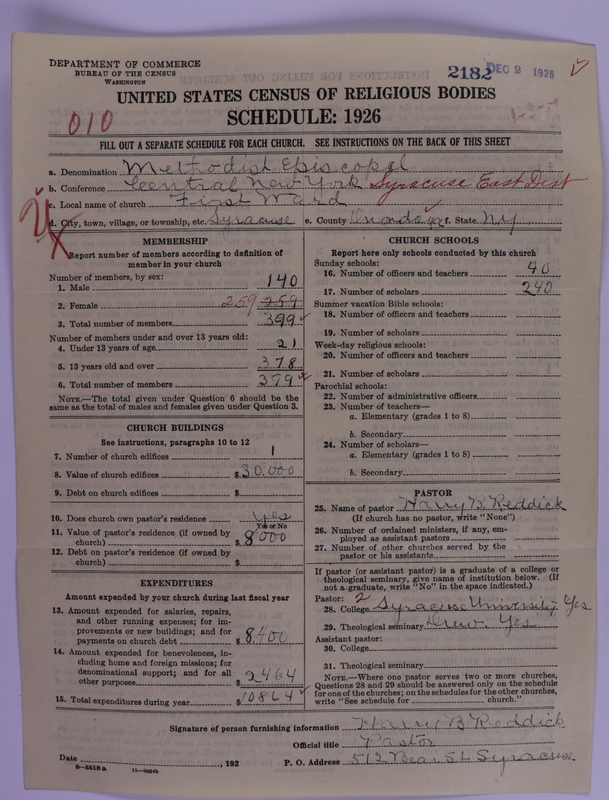 DEPARTMENT OF COMMERCE
BUREAU OF THE CENSUS
WASHINGTON
2182 DEC 2 1926
UNITED STATES CENSUS OF RELIGIOUS BODIES
SCHEDULE: 1926
010
FILL OUT A SEPARATE SCHEDULE FOR EACH CHURCH. SEE INSTRUCTIONS ON THE BACK OF THIS SHEET
a. Denomination Methodist Episcopal
b. Conference Central New York Syracuse East Dist
c. Local name of church First Ward
d. City, town, village, or township, etc. Syracuse e. County Onondaga f. State NY
MEMBERSHIP
Report number of members according to definition of member in your church
Number of members, by sex:
1. Male 140
2. Female 259 259
3. Total number of members 399
Number of members under and over 13 years old:
4. Under 13 years of age 21
5. 13 years old and over 378
6. Total number of members 399
NOTE.—The total given under Question 6 should be the same as the total of males and females given under Question 3.
CHURCH BUILDINGS
See instructions, paragraphs 10 to 12
7. Number of church edifices 1
8. Value of church edifices $30,000
9. Debt on church edifices $
10. Does church own pastor's residence Yes
Yes or No
11. Value of pastor's residence (if owned by church) $8000
12. Debt on pastor's residence (if owned by church) $
EXPENDITURES
Amount expended by your church during last fiscal year
13. Amount expended for salaries, repairs, and other running expenses; for improvements or new buildings; and for payments on church debt $8,400
14. Amount expended for benevolences, including home and foreign missions; for denominational support; and for all other purposes $2464
15. Total expenditures during year $10864
CHURCH SCHOOLS
Report here only schools conducted by this church
Sunday schools:
16. Number of officers and teachers 40
17. Number of scholars 240
Summer vacation Bible schools:
18. Number of officers and teachers
19. Number of scholars
Week-day religious schools:
20. Number of officers and teachers
21. Number of scholars
Parochial schools:
22. Number of administrative officers
23. Number of teachers—
a. Elementary (grades 1 to 8)
b. Secondary
24. Number of scholars—
a. Elementary (grades 1 to 8)
b. Secondary
PASTOR
25. Name of pastor Harry B. Reddick
(If church has no pastor, write "None")
26. Number of ordained ministers, if any, employed as assistant pastors
27. Number of other churches served by the pastor or his assistants
If pastor (or assistant pastor) is a graduate of a college or theological seminary, give name of institution below. (If not a graduate, write "No" in the space indicated.)
Pastor: 2
28. College Syracuse University Yes
29. Theological seminary Drew. Yes
Assistant pastor:
30. College
31. Theological seminary
NOTE.—Where one pastor serves two or more churches, Questions 28 and 29 should be answered only on the schedule for one of the churches; on the schedules for the other churches, write "See schedule for church."
Signature of person furnishing information Harry B Reddick
Official title Pastor
Date , 192 P. O. Address 512 Bear St. Syracuse